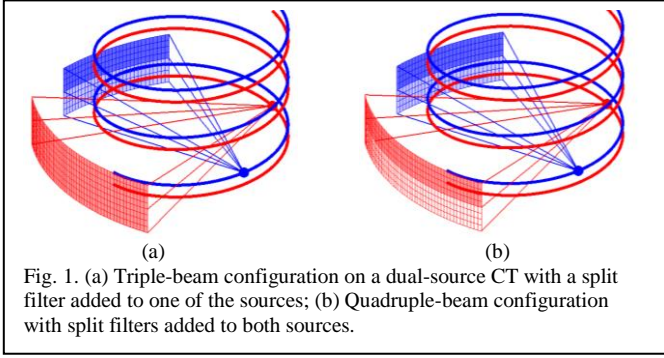 (a) (b)
Fig. 1. (a) Triple-beam configuration on a dual-source CT with a split
filter added to one of the sources; (b) Quadruple-beam configuration
with split filters added to both sources.